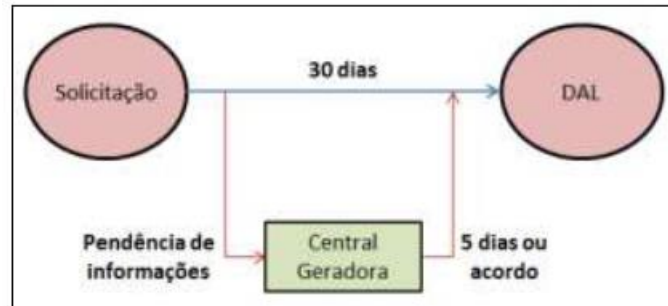 30 dias
Solicitação
DAL
Pendência de
informações
Central
Geradora
5 dias ou
acordo